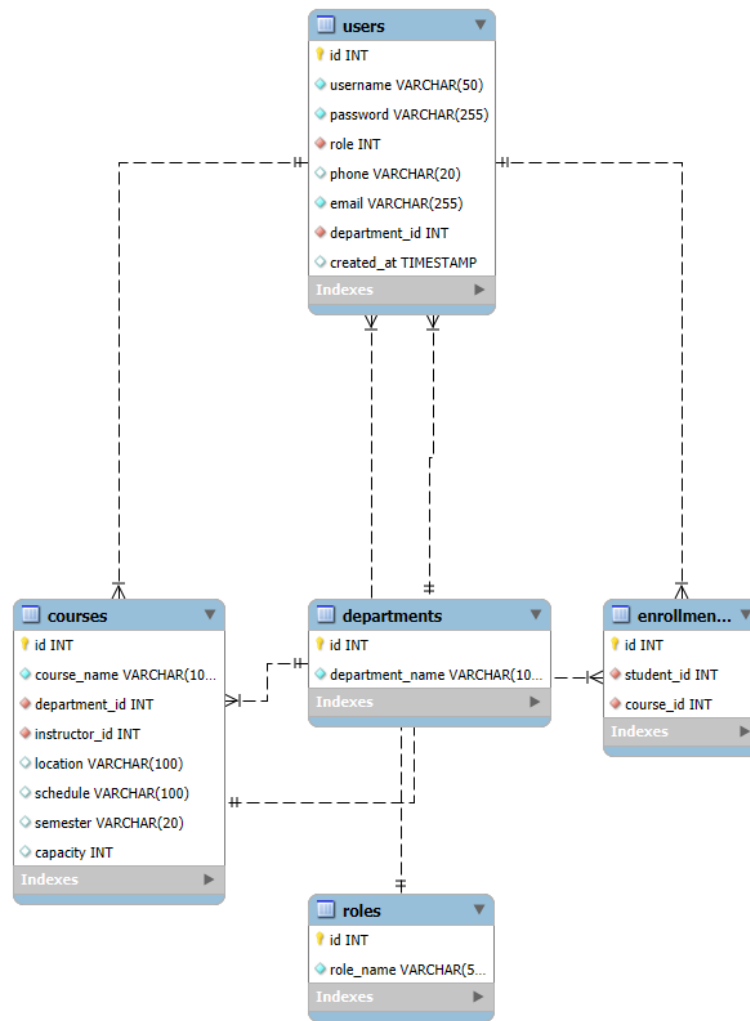 users
id INT
username VARCHAR(50)
password VARCHAR(255)
role INT
phone VARCHAR(20)
email VARCHAR(255)
department_id INT
created_at TIMESTAMP
Indexes
courses
id INT
course_name VARCHAR(10...
department_id INT
instructor_id INT
location VARCHAR(100)
schedule VARCHAR(100)
semester VARCHAR(20)
capacity INT
Indexes
departments
id INT
department_name VARCHAR(10...
Indexes
enrollmen...
id INT
student_id INT
course_id INT
Indexes
roles
id INT
role_name VARCHAR(5...